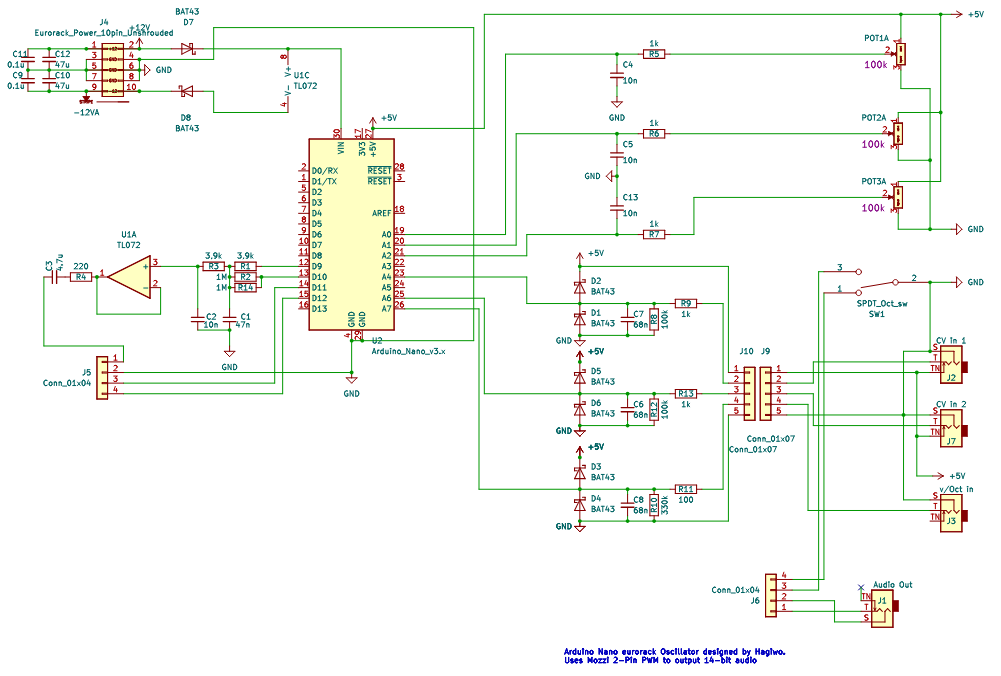 BAT43
D7
+5V
J4
+12V
Eurorack_Power_10pin_Unshrouded
C11
0.1u
C12
47u
C9
0.1u
C10
47u
1
2
3
4
5
6
7
8
9
10
GND
-12VA
D8
BAT43
8
V+
U1C
TL072
V-
4
+5V
30
17
27
VIN
3V3
+5V
2
D0/RX
1
D1/TX
5
D2
6
D3
7
D4
8
D5
9
D6
10
D7
11
D8
12
D9
13
D10
14
D11
15
D12
16
D13
RESET
28
RESET
3
AREF
18
A0
19
A1
20
A2
21
A3
22
A4
23
A5
24
A6
25
A7
26
GND
GND
4
29
U2
Arduino_Nano_v3.x
GND
1k
R5
C4
10n
GND
1k
R6
C5
10n
GND
C13
10n
1k
R7
POT1A
100k
2
1
3
POT2A
100k
2
1
3
POT3A
100k
2
1
3
GND
U1A
TL072
1
3
+
2
-
C3
4.7u
220
R4
3.9k
R3
3.9k
R1
1M
R2
1M
R14
C2
10n
C1
47n
GND
J5
Conn_01x04
1
2
3
4
+5V
D2
BAT43
D1
BAT43
GND
C7
68n
R8
100k
R9
1k
+5V
D5
BAT43
D6
BAT43
GND
C6
68n
R12
100k
R13
1k
+5V
D3
BAT43
D4
BAT43
GND
C8
68n
R10
330k
R11
100
J10
J9
1
2
3
4
5
1
2
3
4
5
Conn_01x07
Conn_01x07
3
1
2
SPDT_Oct_sw
SW1
GND
CV in 1
S
T
TN
J2
CV in 2
S
T
TN
J7
+5V
v/Oct in
S
T
TN
J3
Conn_01x04
J6
4
3
2
1
Audio Out
TN
T
S
J1
Arduino Nano eurorack Oscillator designed by Hagiwo.
Uses Mozzi 2-Pin PWM to output 14-bit audio